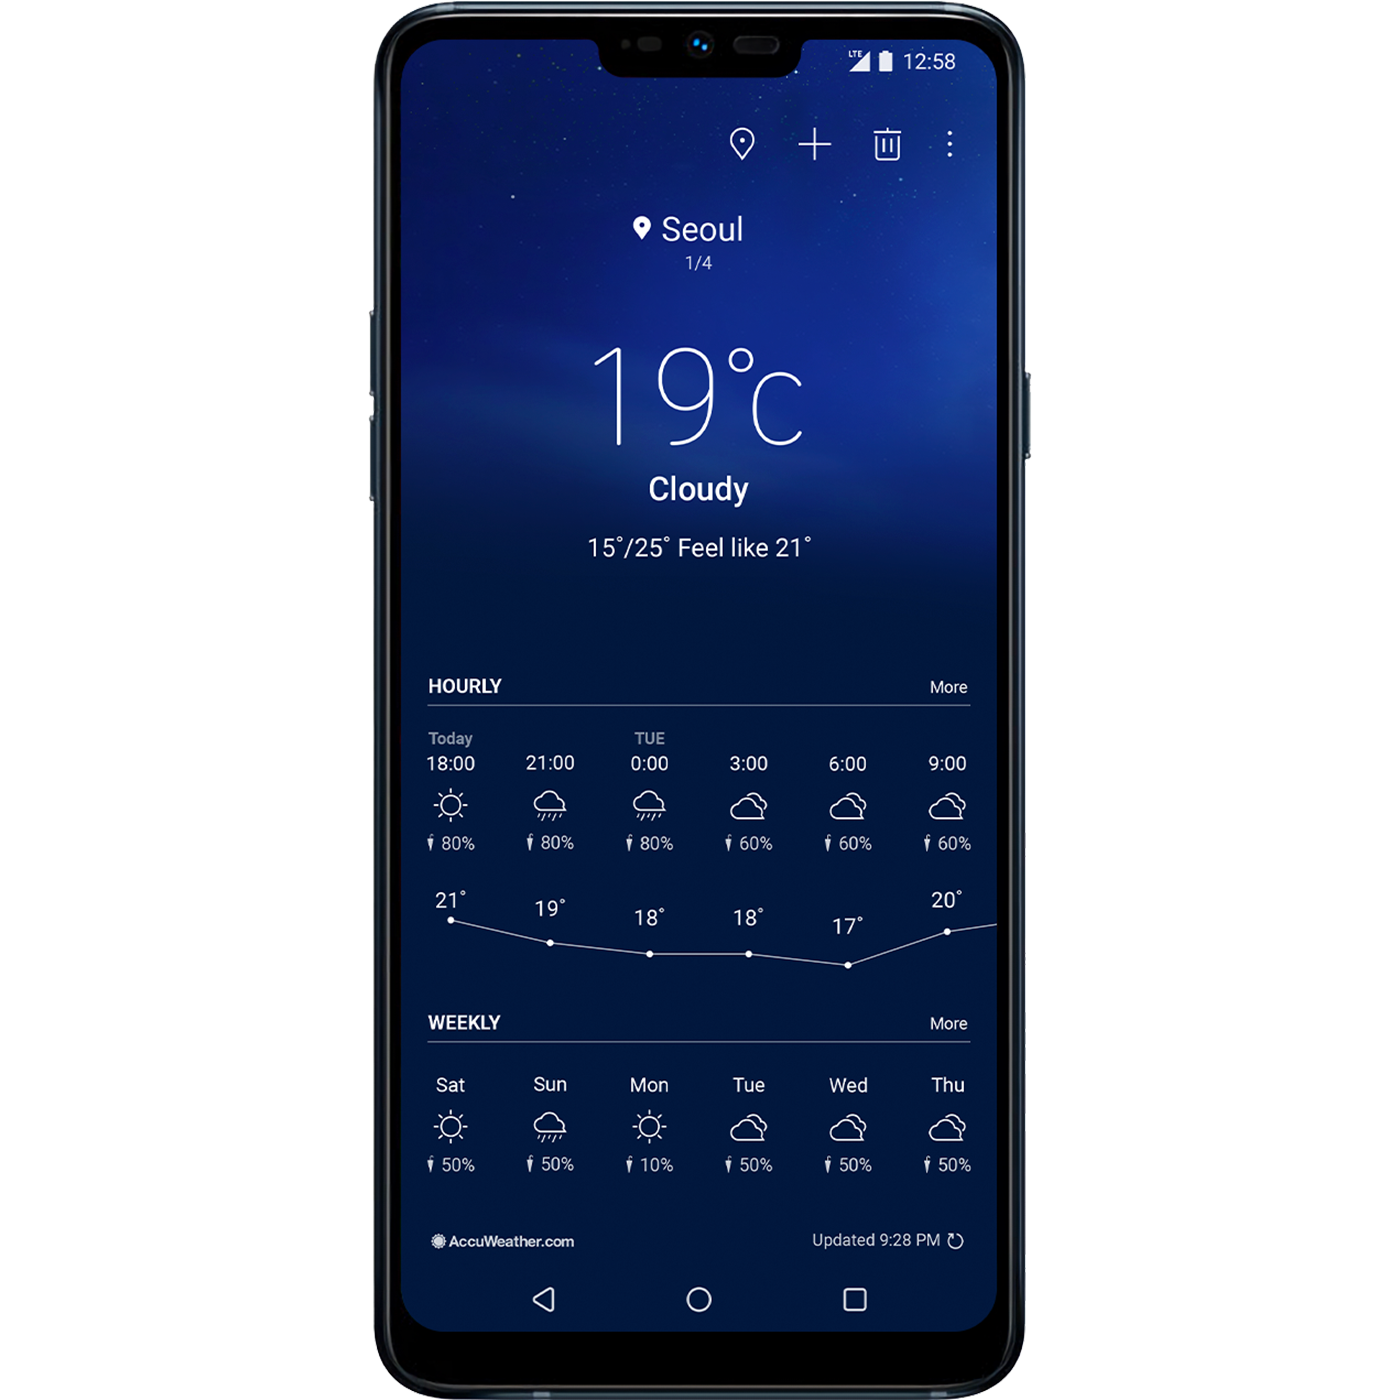 LTE 12:58
Seoul
1/4
19°C
Cloudy
15°/25° Feel like 21°
HOURLY More
Today TUE
18:00 21:00 0:00 3:00 6:00 9:00
80% 80% 80% 60% 60% 60%
21° 19° 18° 18° 17° 20°
WEEKLY More
Sat Sun Mon Tue Wed Thu
50% 50% 10% 50% 50% 50%
AccuWeather.com Updated 9:28 PM